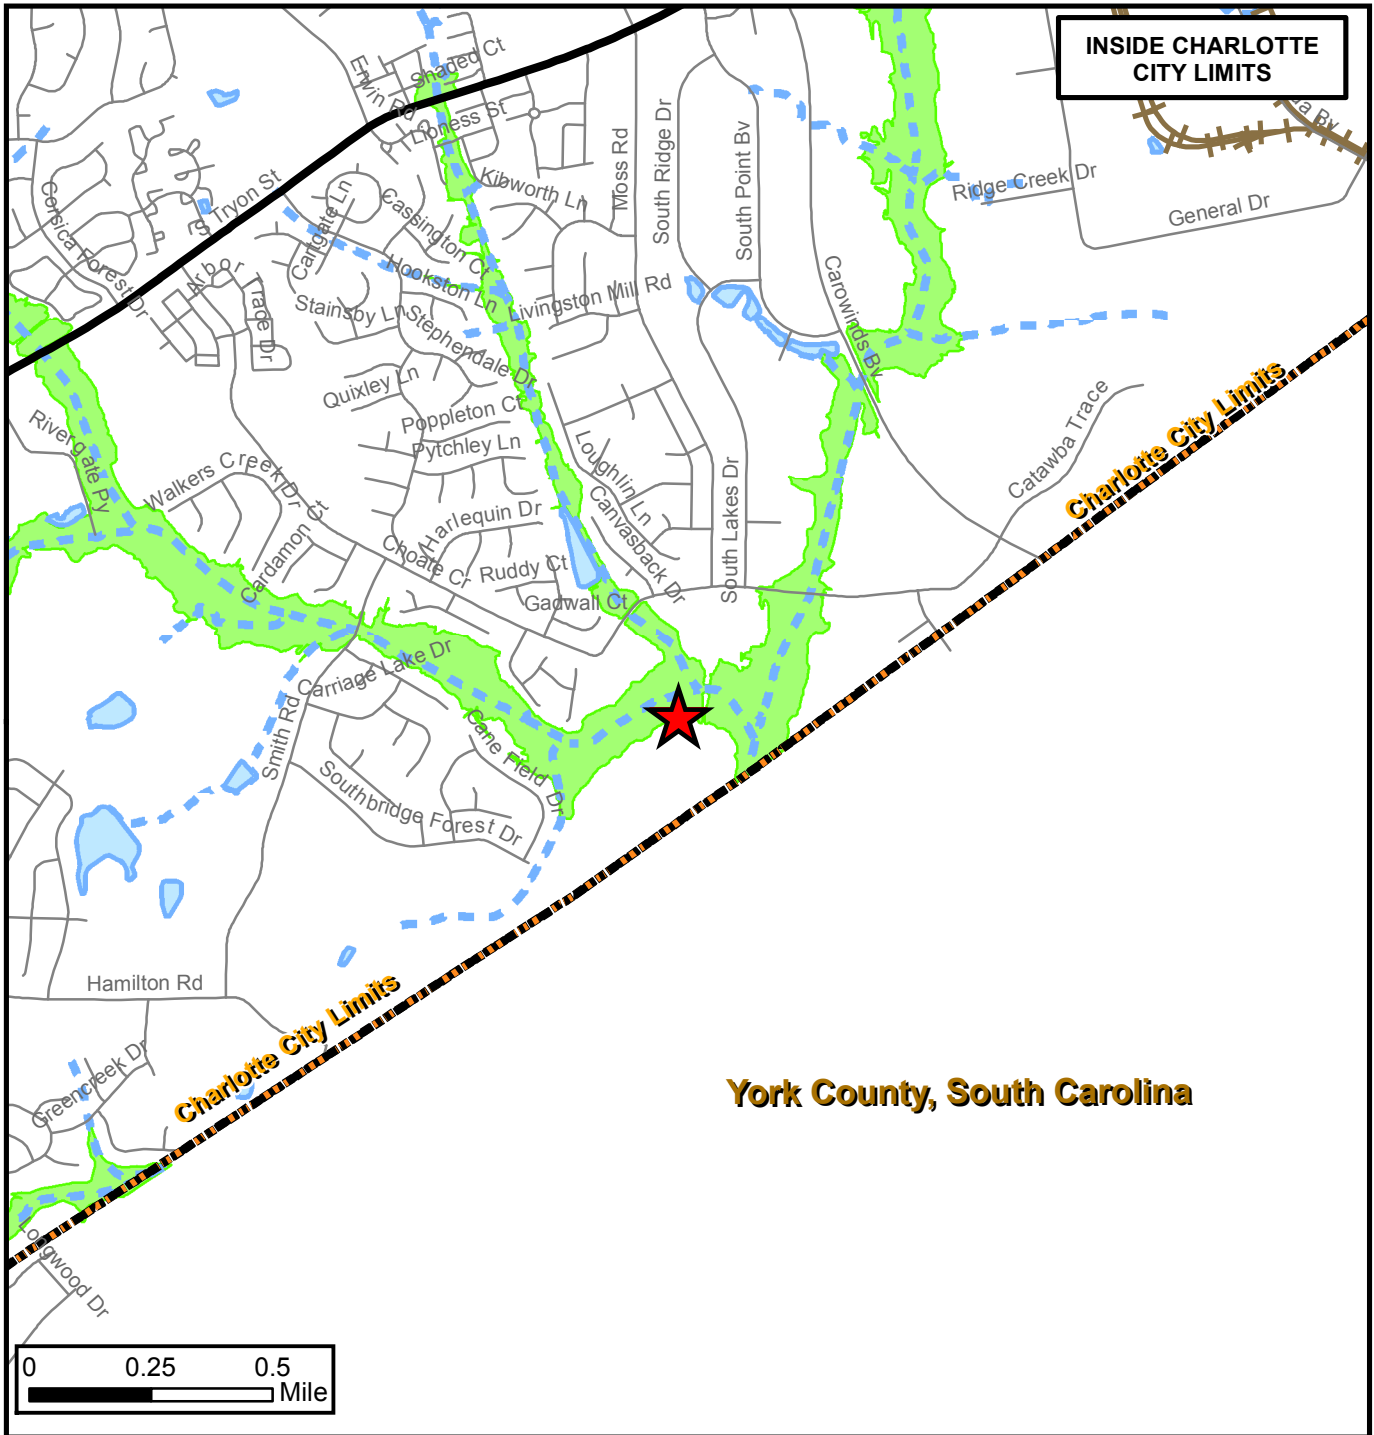 INSIDE CHARLOTTE
CITY LIMITS
Shaded Ct
Erwin Rd
Lioness St
Moss Rd
South Ridge Dr
South Point Bv
Kibworth Ln
Ridge Creek Dr
General Dr
Tryon St
Corsica Forest Dr
Cartgate Ln
Cassington Ct
Hookston Ln
Arbor Trace Dr
Stainsby Ln
Stephendale Dr
Livingston Mill Rd
Carowinds Bv
Quixley Ln
Poppleton Ct
Pytchley Ln
Rivergate Py
Walkers Creek Dr
Cardamon Ct
Harlequin Dr
Choate Cr
Ruddy Ct
Gadwall Ct
Loughlin Ln
Canvasback Dr
South Lakes Dr
Catawba Trace
Charlotte City Limits
Carriage Lake Dr
Smith Rd
Cane Field Dr
Southbridge Forest Dr
Hamilton Rd
Charlotte City Limits
Greencreek Dr
York County, South Carolina
Longwood Dr
0 0.25 0.5
Mile